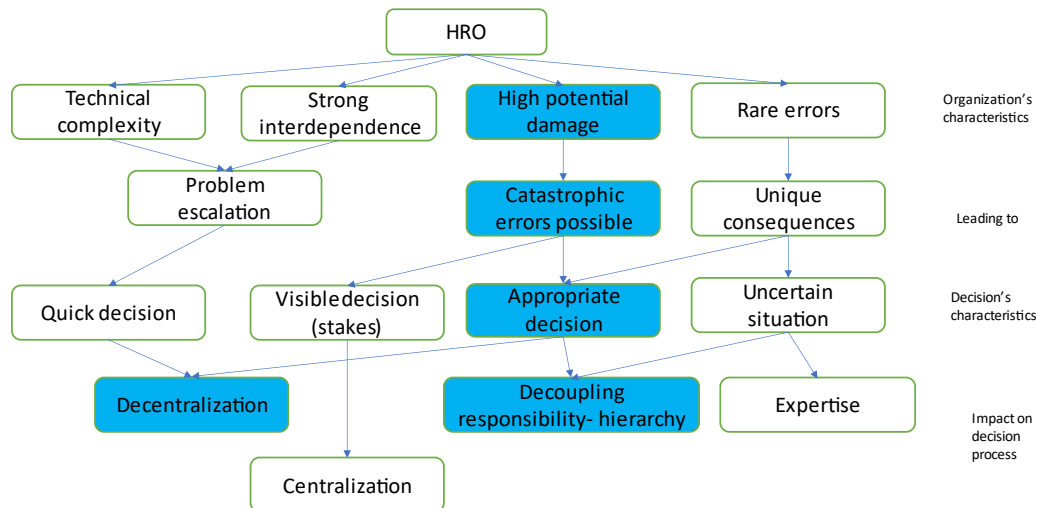 HRO
Technical
complexity
Strong
interdependence
High potential
damage
Rare errors
Organization’s
characteristics
Problem
escalation
Catastrophic
errors possible
Unique
consequences
Leading to
Quick decision
Visible decision
(stakes)
Appropriate
decision
Uncertain
situation
Decision’s
characteristics
Decentralization
Decoupling
responsibility- hierarchy
Expertise
Impact on
decision
process
Centralization